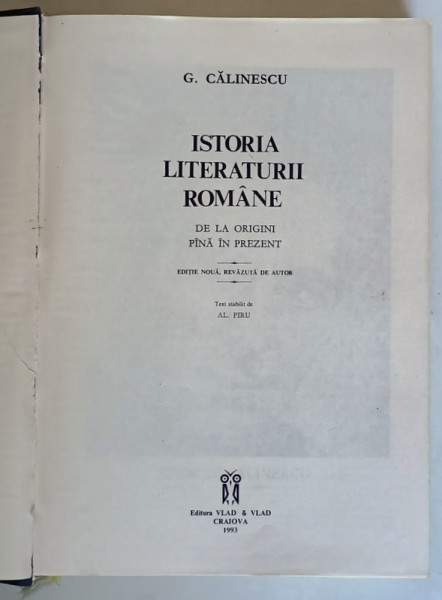 G. CĂLINESCU
ISTORIA
LITERATURII
ROMÂNE
DE LA ORIGINI
PÎNĂ ÎN PREZENT
EDIȚIE NOUĂ, REVĂZUTĂ DE AUTOR
Text stabilit de
AL. PIRU
Editura VLAD & VLAD
CRAIOVA
1993